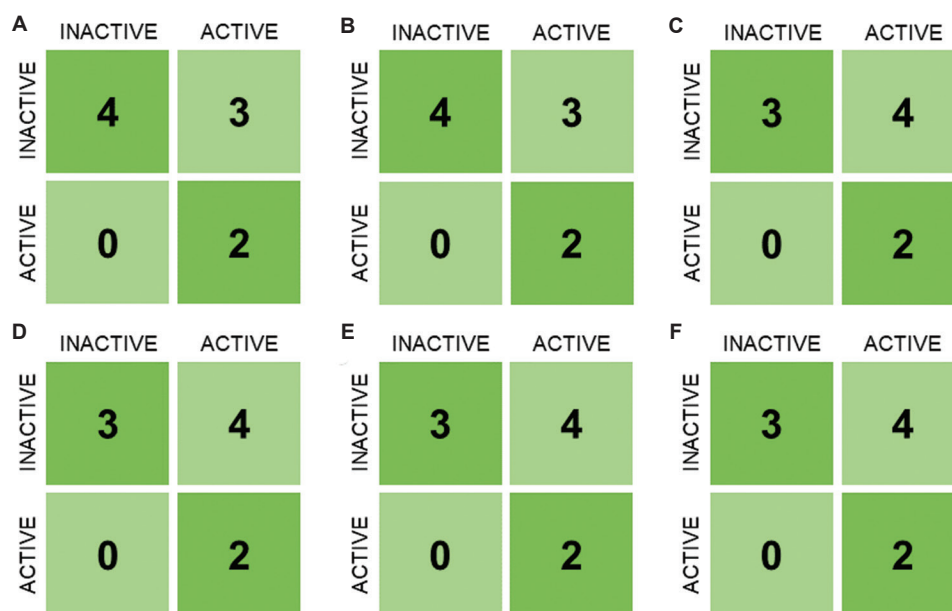 A INACTIVE ACTIVE
INACTIVE 4 3
ACTIVE 0 2
B INACTIVE ACTIVE
INACTIVE 4 3
ACTIVE 0 2
C INACTIVE ACTIVE
INACTIVE 3 4
ACTIVE 0 2
D INACTIVE ACTIVE
INACTIVE 3 4
ACTIVE 0 2
E INACTIVE ACTIVE
INACTIVE 3 4
ACTIVE 0 2
F INACTIVE ACTIVE
INACTIVE 3 4
ACTIVE 0 2